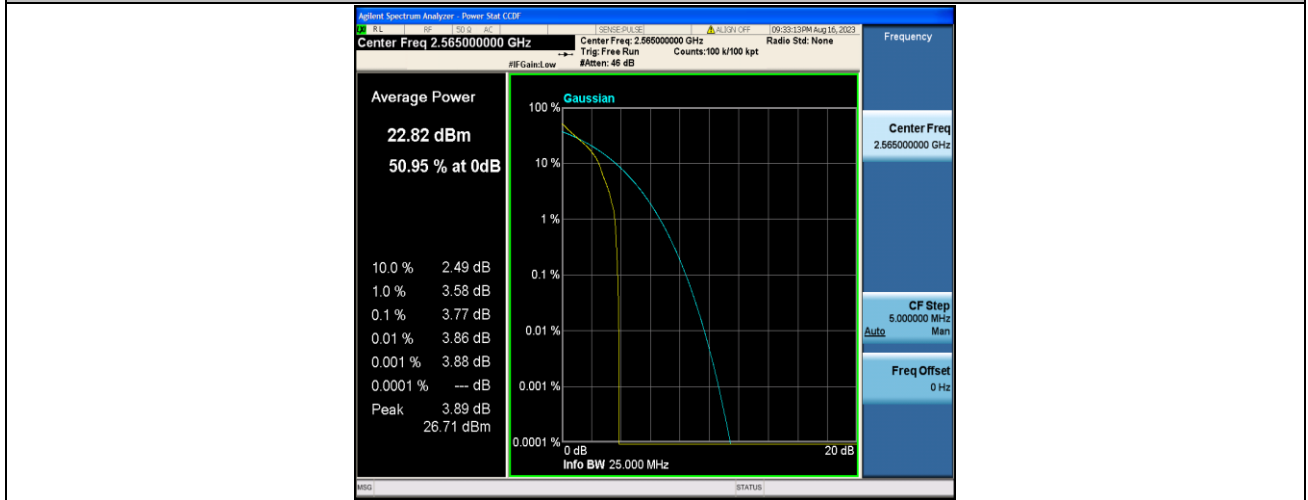 Agilent Spectrum Analyzer - Power Stat CCDF
RL RF 50 Ω AC SENSE:PULSE ALIGN OFF 09:33:13PM Aug 16, 2023
Center Freq 2.565000000 GHz
Center Freq: 2.565000000 GHz Radio Std: None
Trig: Free Run Counts:100 k/100 kpt
#IFGain:Low #Atten: 46 dB
Average Power
22.82 dBm
50.95 % at 0dB
10.0 % 2.49 dB
1.0 % 3.58 dB
0.1 % 3.77 dB
0.01 % 3.86 dB
0.001 % 3.88 dB
0.0001 % --- dB
Peak 3.89 dB
26.71 dBm
Gaussian
100 %
10 %
1 %
0.1 %
0.01 %
0.001 %
0.0001 %
0 dB 20 dB
Info BW 25.000 MHz
Frequency
Center Freq
2.565000000 GHz
CF Step
5.000000 MHz
Auto Man
Freq Offset
0 Hz
MSG STATUS